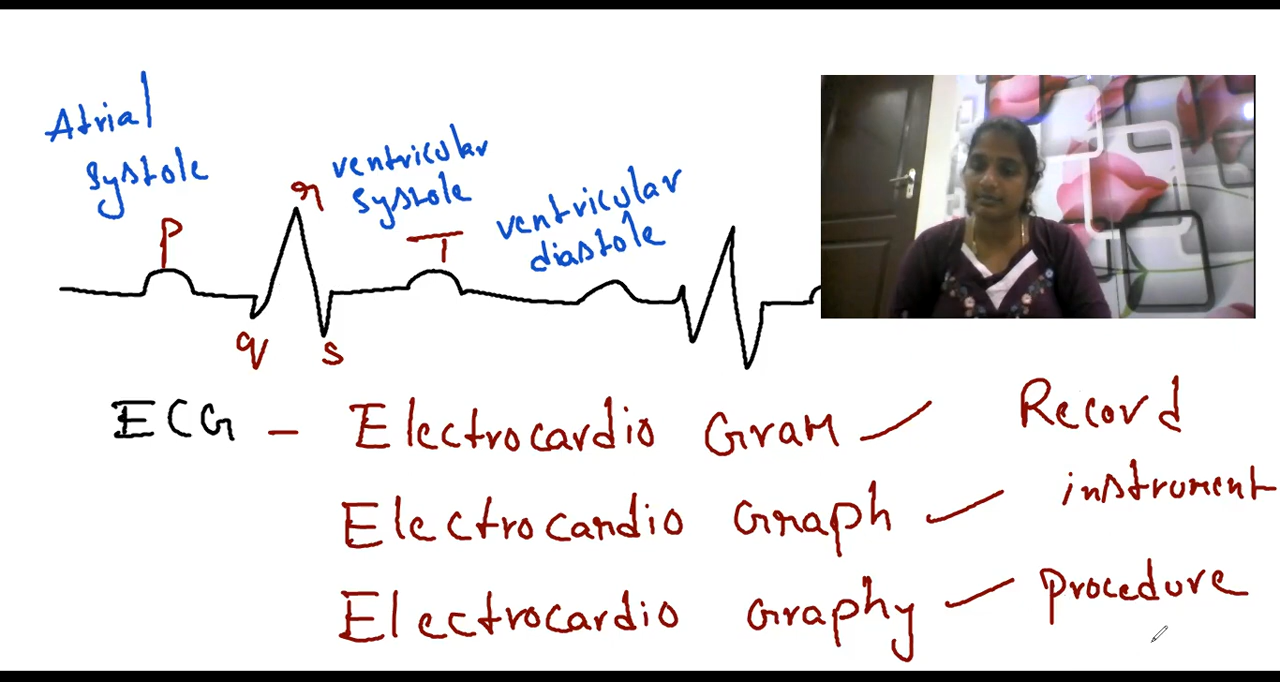 Atrial
systole
P
q
r
s
ventricular
systole
T
ventricular
diastole
ECG - Electrocardio Gram Record
Electrocardio Graph instrument
Electrocardio Graphy procedure